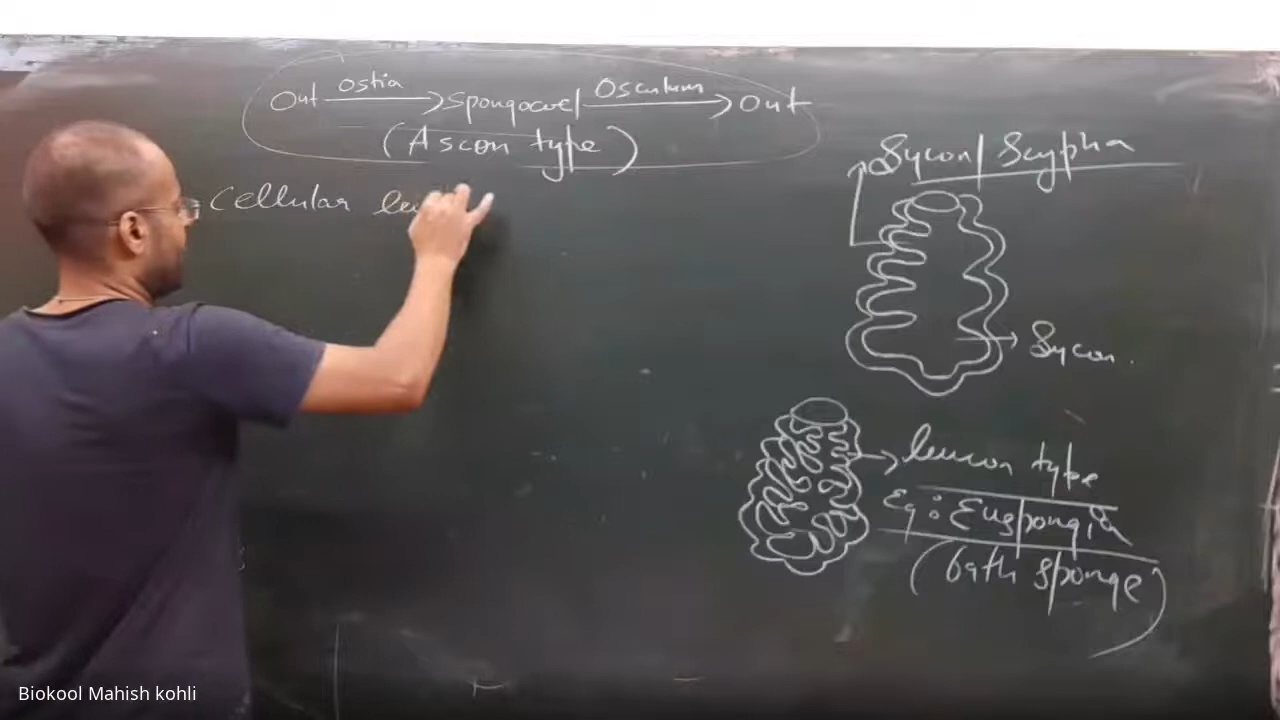 Out ostia → Spongocoel Osculum → Out
(Ascon type)
Cellular
Sycon/Scypha
Sycon.
leucon type
Eg: Euspongia
(bath sponge)
Biokool Mahish kohli